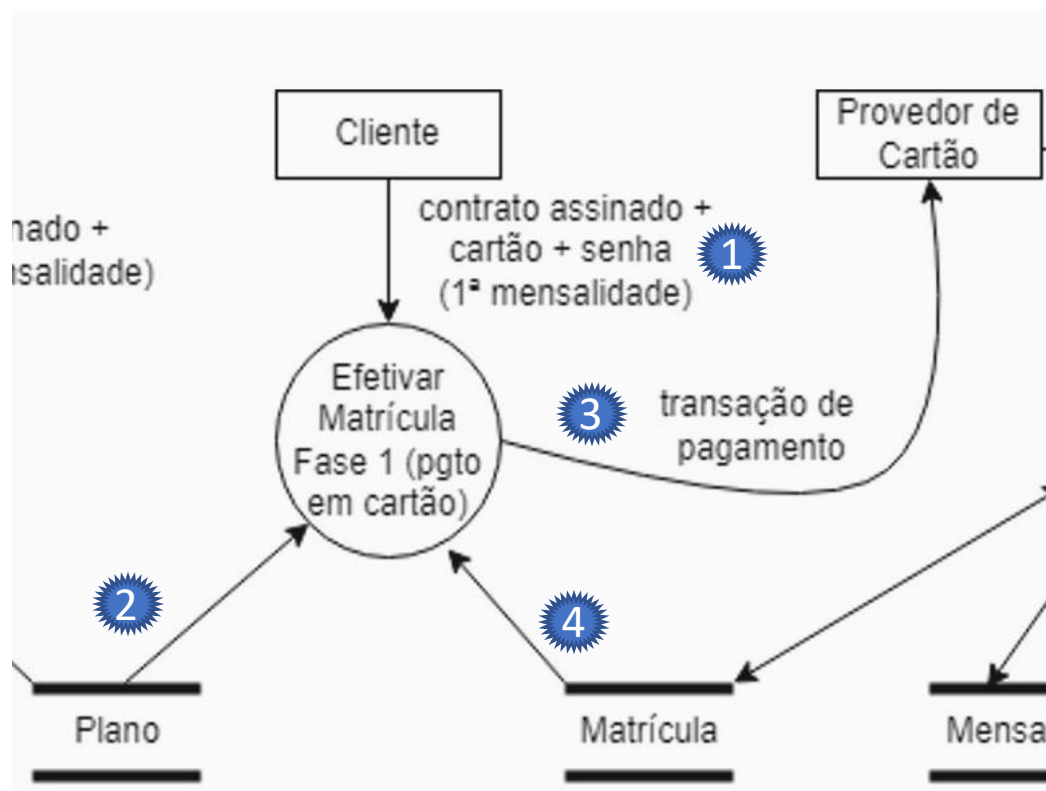 Cliente
Provedor de
Cartão
nado +
nsalidade)
contrato assinado +
cartão + senha
(1ª mensalidade)
1
Efetivar
Matrícula
Fase 1 (pgto
em cartão)
3
transação de
pagamento
2
4
Plano
Matrícula
Mensa